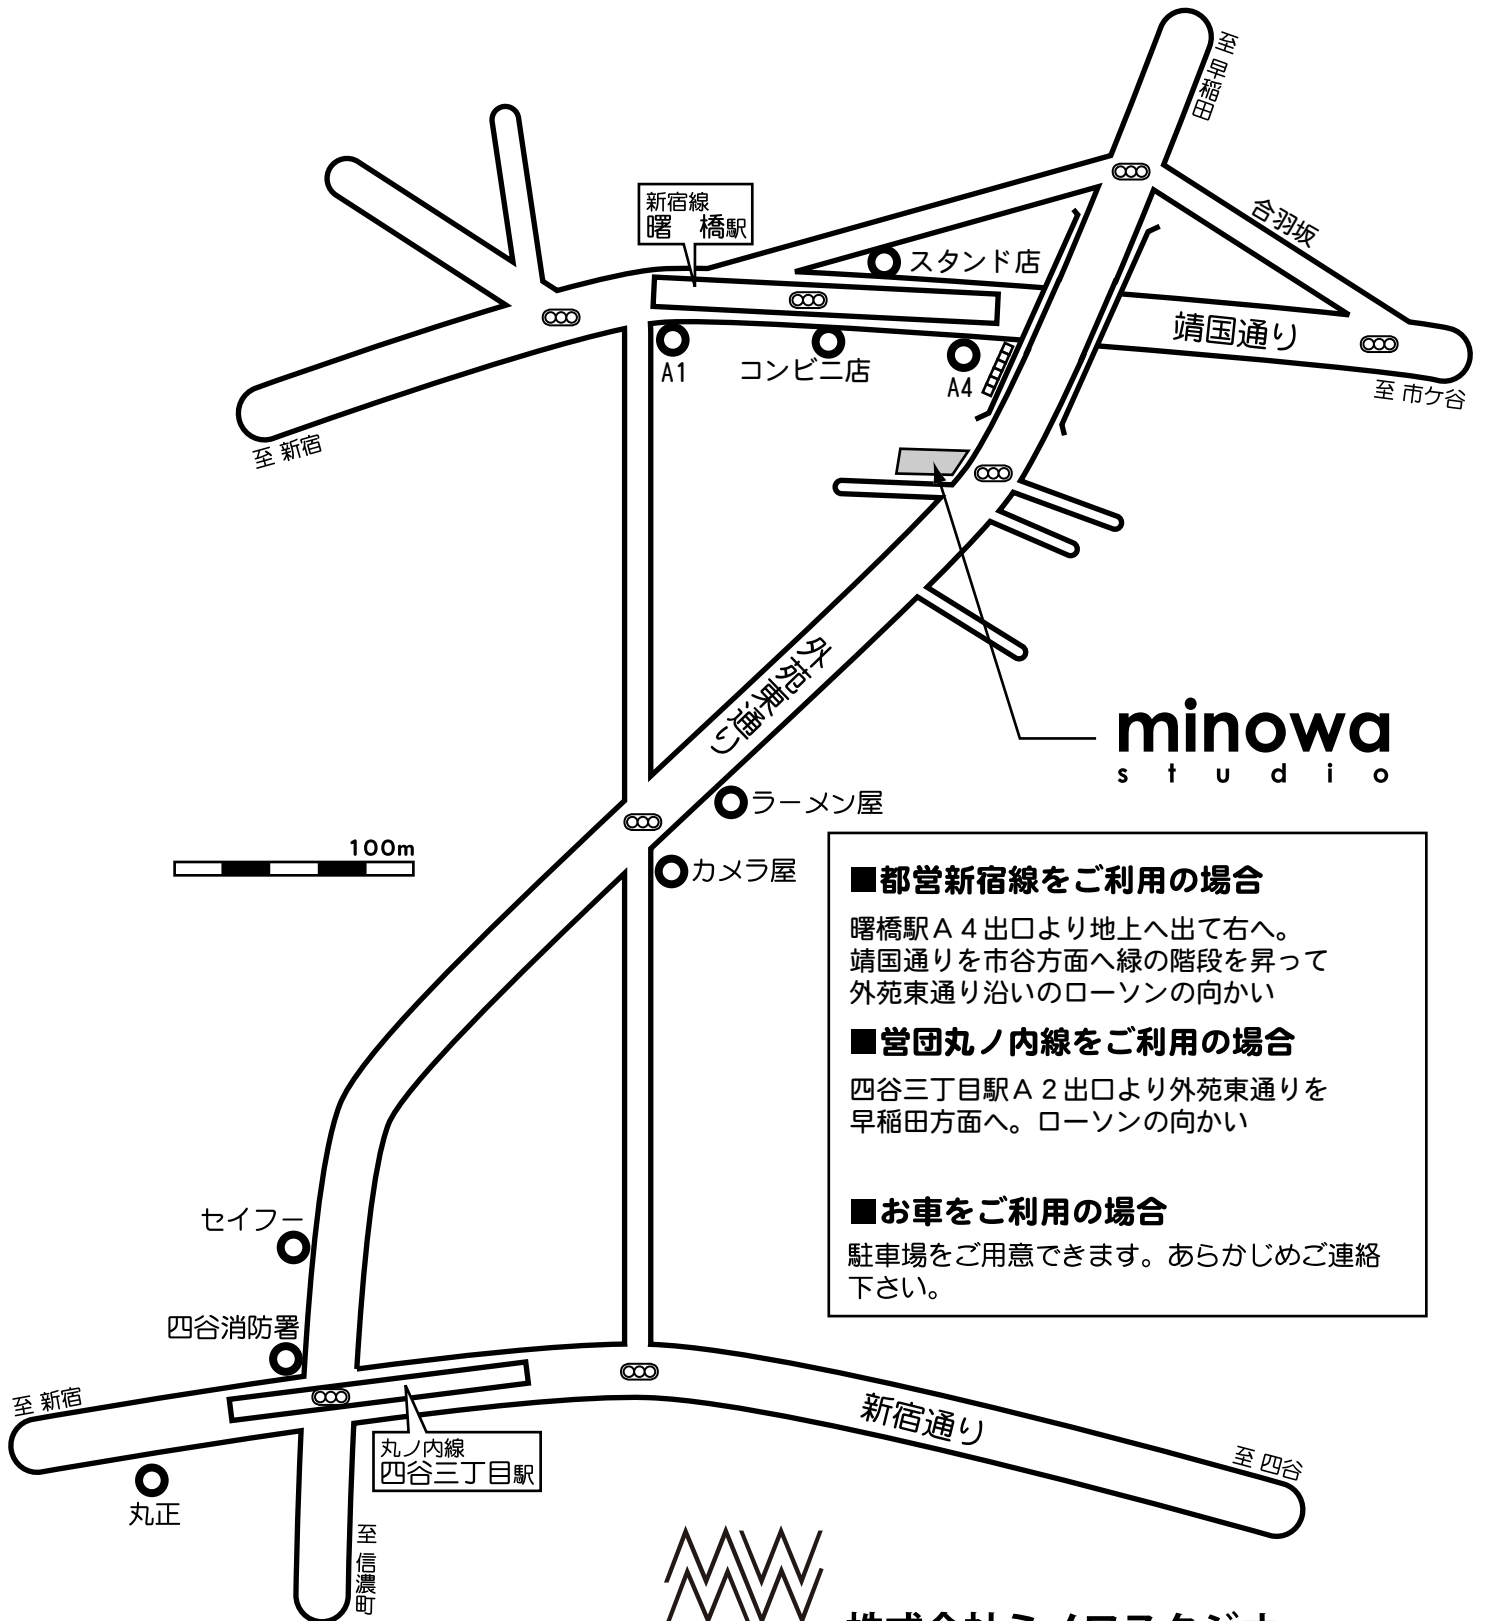 至 早稲田
合羽坂
新宿線
曙 橋駅
スタンド店
靖国通り
A1
コンビニ店
A4
至 市ケ谷
至 新宿
外苑東通り
minowa
studio
ラーメン屋
100m
カメラ屋
■都営新宿線をご利用の場合
曙橋駅A4出口より地上へ出て右へ。
靖国通りを市谷方面へ緑の階段を昇って
外苑東通り沿いのローソンの向かい
■営団丸ノ内線をご利用の場合
四谷三丁目駅A2出口より外苑東通りを
早稲田方面へ。ローソンの向かい
■お車をご利用の場合
駐車場をご用意できます。あらかじめご連絡
下さい。
セイフー
四谷消防署
至 新宿
新宿通り
丸ノ内線
四谷三丁目駅
至 四谷
丸正
至 信濃町